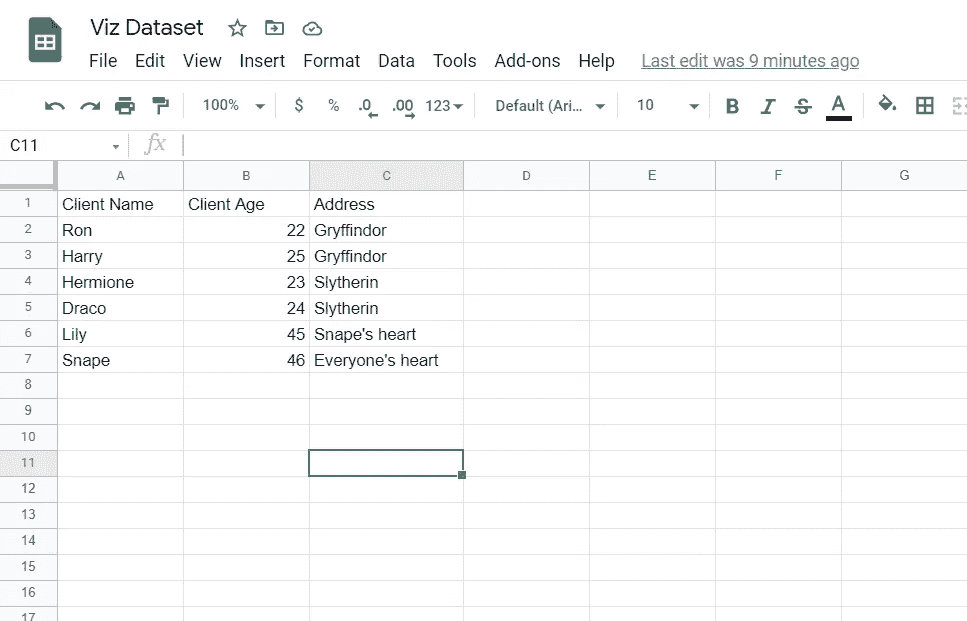 Viz Dataset
File Edit View Insert Format Data Tools Add-ons Help Last edit was 9 minutes ago
100% $ % .0 .00 123 Default (Ari... 10 B I S A
C11 fx
A B C D E F G
1 Client Name Client Age Address
2 Ron 22 Gryffindor
3 Harry 25 Gryffindor
4 Hermione 23 Slytherin
5 Draco 24 Slytherin
6 Lily 45 Snape's heart
7 Snape 46 Everyone's heart
8
9
10
11
12
13
14
15
16
17